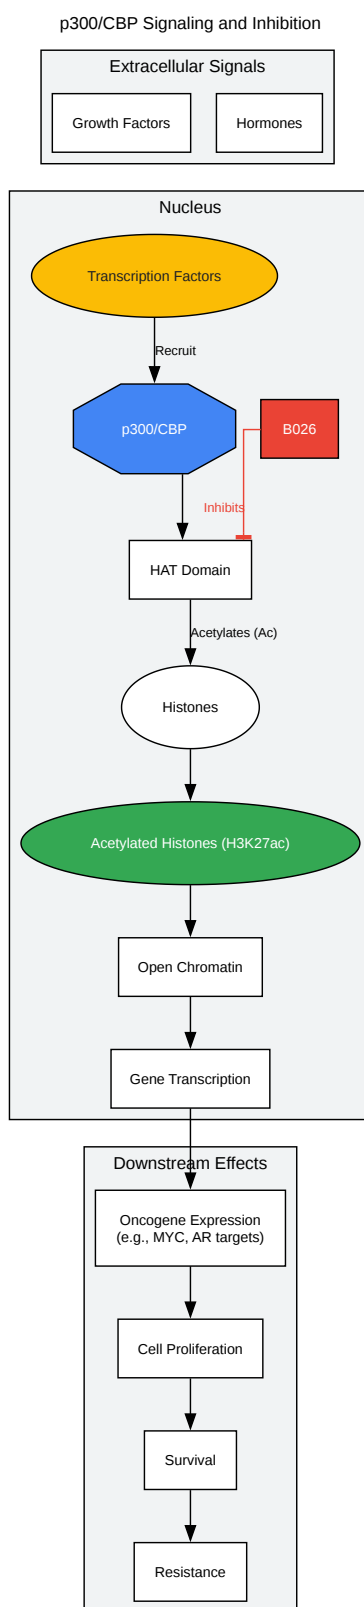 p300/CBP Signaling and Inhibition
Extracellular Signals
Growth Factors
Hormones
Nucleus
Transcription Factors
Recruit
p300/CBP
B026
Inhibits
HAT Domain
Acetylates (Ac)
Histones
Acetylated Histones (H3K27ac)
Open Chromatin
Gene Transcription
Downstream Effects
Oncogene Expression
(e.g., MYC, AR targets)
Cell Proliferation
Survival
Resistance